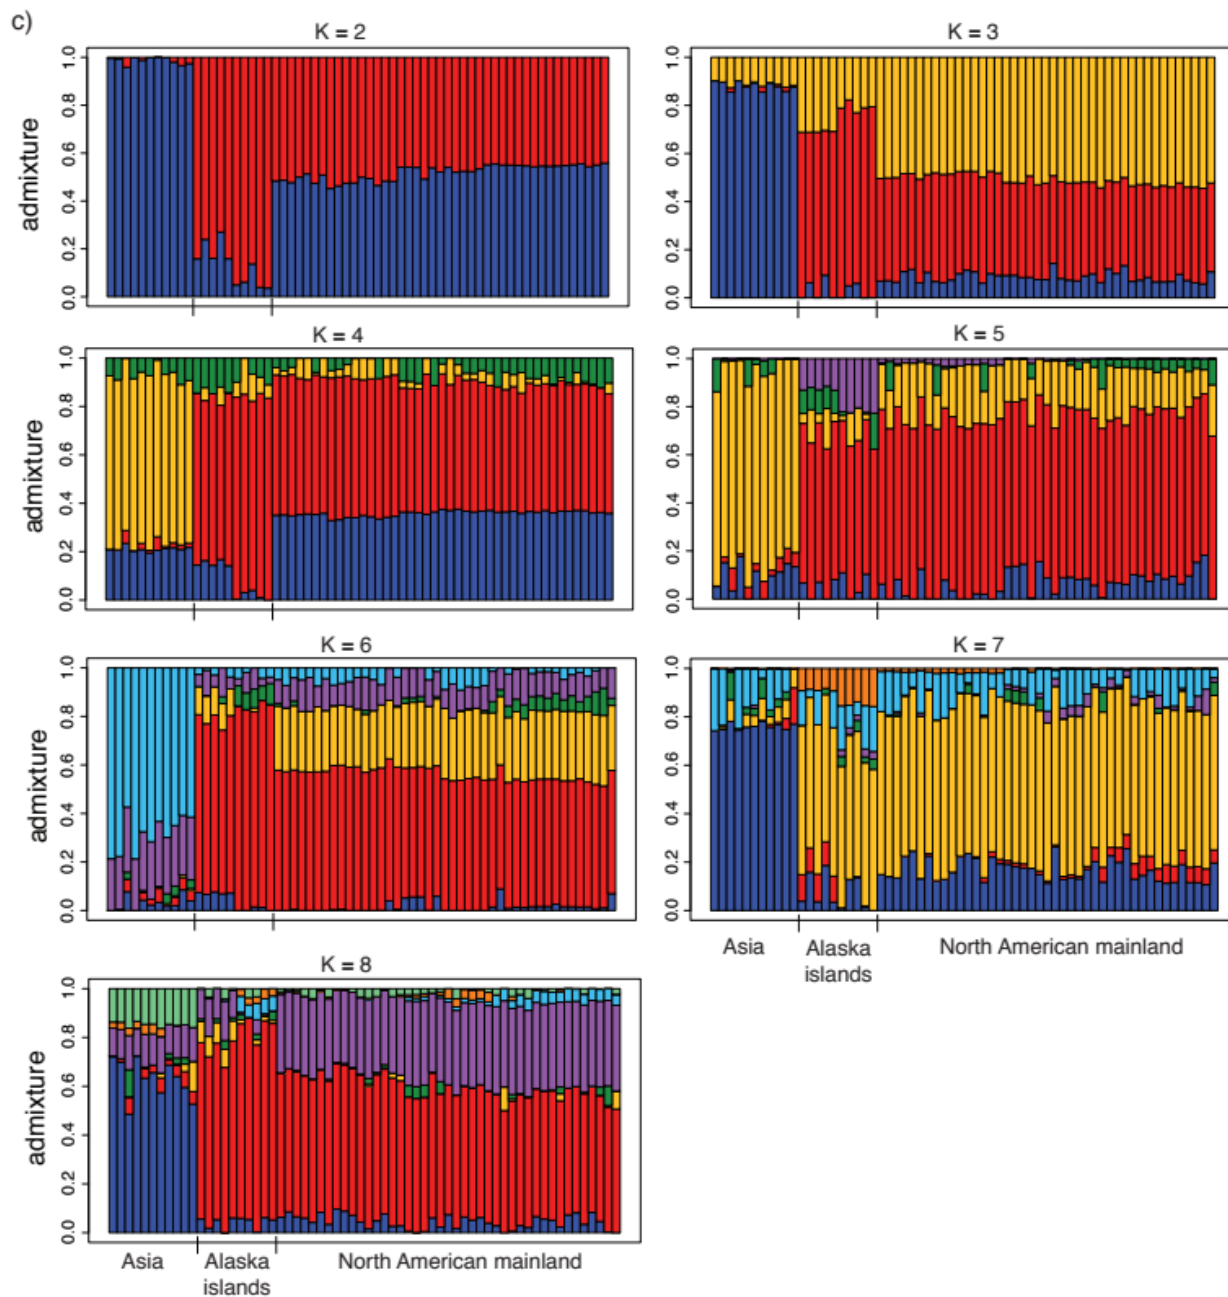 c)
K = 2
K = 3
admixture
0.0 0.2 0.4 0.6 0.8 1.0
0.0 0.2 0.4 0.6 0.8 1.0
K = 4
K = 5
admixture
0.0 0.2 0.4 0.6 0.8 1.0
0.0 0.2 0.4 0.6 0.8 1.0
K = 6
K = 7
admixture
0.0 0.2 0.4 0.6 0.8 1.0
0.0 0.2 0.4 0.6 0.8 1.0
Asia
Alaska
islands
North American mainland
K = 8
admixture
0.0 0.2 0.4 0.6 0.8 1.0
Asia
Alaska
islands
North American mainland